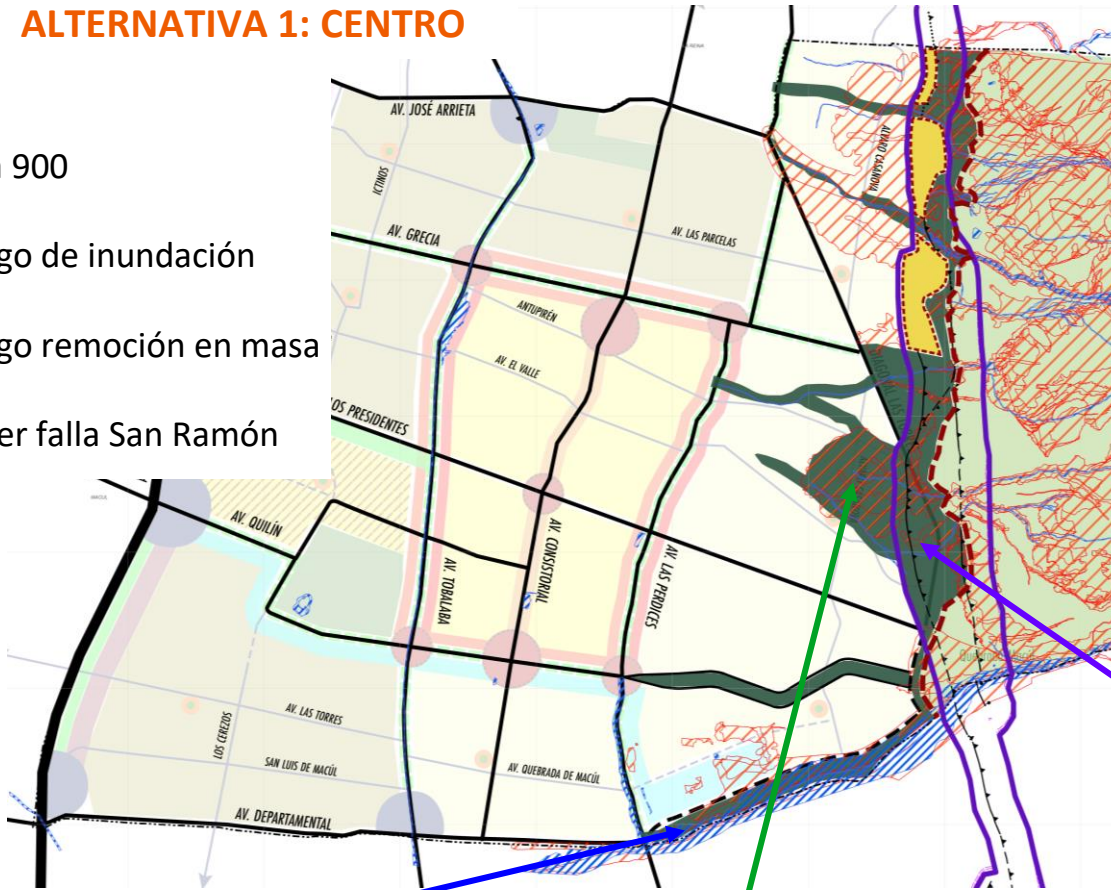 ALTERNATIVA 1: CENTRO
900
go de inundación
go remoción en masa
er falla San Ramón
AV. JOSÉ ARRIETA
ICTINOS
ALVARO CASANOVA
AV. GRECIA
AV. LAS PARCELAS
ANTUPIRÉN
AV. EL VALLE
LOS PRESIDENTES
AV. QUILÍN
AV. TOBALABA
AV. CONSISTORIAL
AV. LAS PERDICES
LOS CEREZOS
AV. LAS TORRES
SAN LUIS DE MACÚL
AV. QUEBRADA DE MACÚL
AV. DEPARTAMENTAL